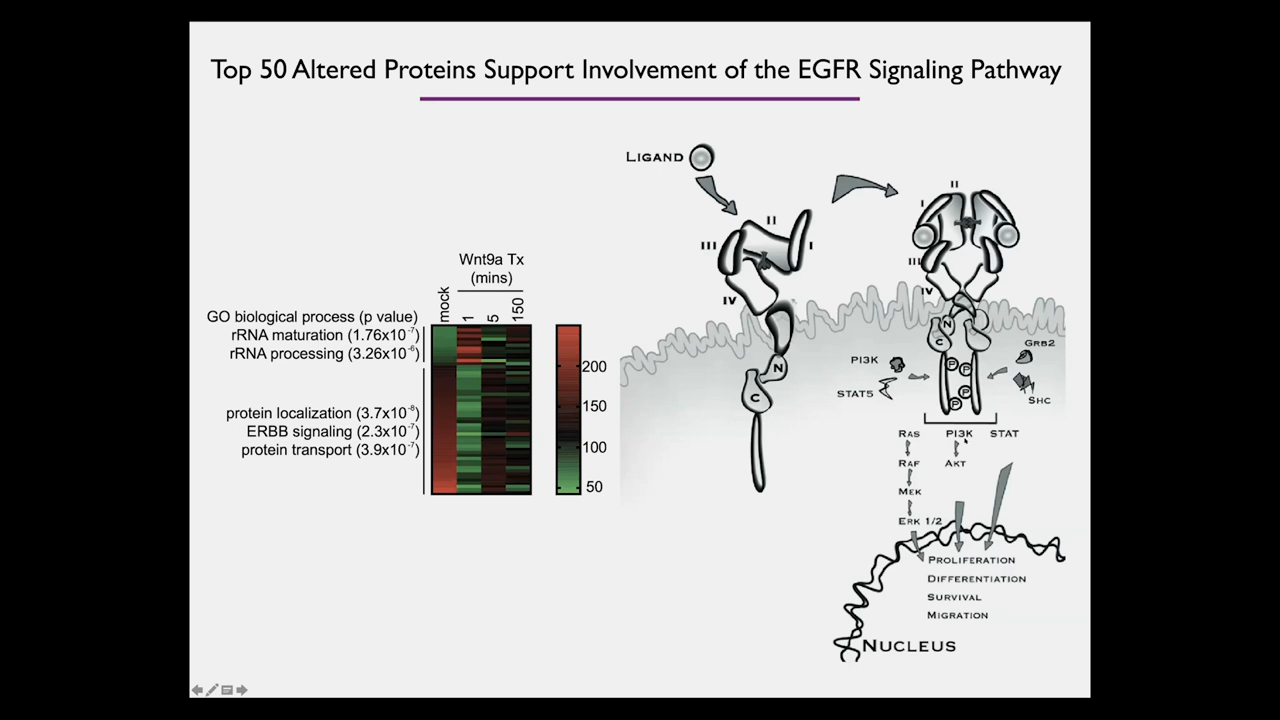 Top 50 Altered Proteins Support Involvement of the EGFR Signaling Pathway
Wnt9a Tx
(mins)
mock
1
5
150
GO biological process (p value)
rRNA maturation (1.76x10-7)
rRNA processing (3.26x10-6)
protein localization (3.7x10-8)
ERBB signaling (2.3x10-7)
protein transport (3.9x10-7)
200
150
100
50
LIGAND
II
III
I
IV
N
C
II
I
III
IV
N
C
PI3K
STAT5
GRB2
SHC
P
P
P
P
P
RAS
PI3K
STAT
RAF
AKT
MEK
ERK 1/2
PROLIFERATION
DIFFERENTIATION
SURVIVAL
MIGRATION
NUCLEUS